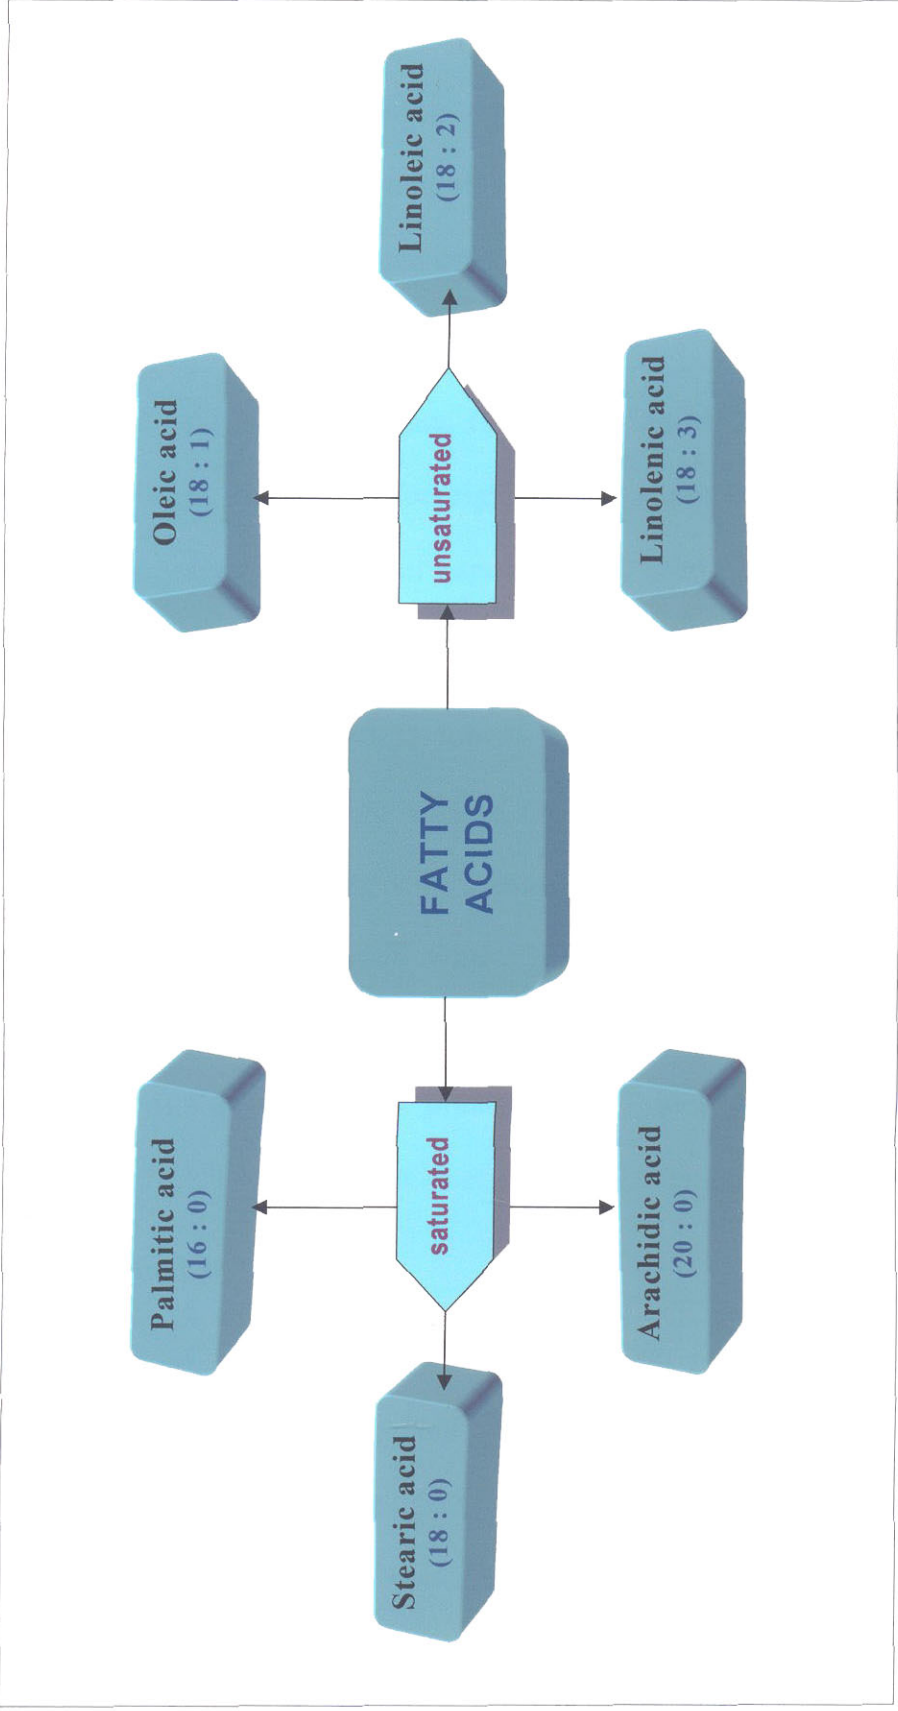 Palmitic acid
(16 : 0)
Oleic acid
(18 : 1)
Stearic acid
(18 : 0)
saturated
FATTY
ACIDS
unsaturated
Linoleic acid
(18 : 2)
Arachidic acid
(20 : 0)
Linolenic acid
(18 : 3)